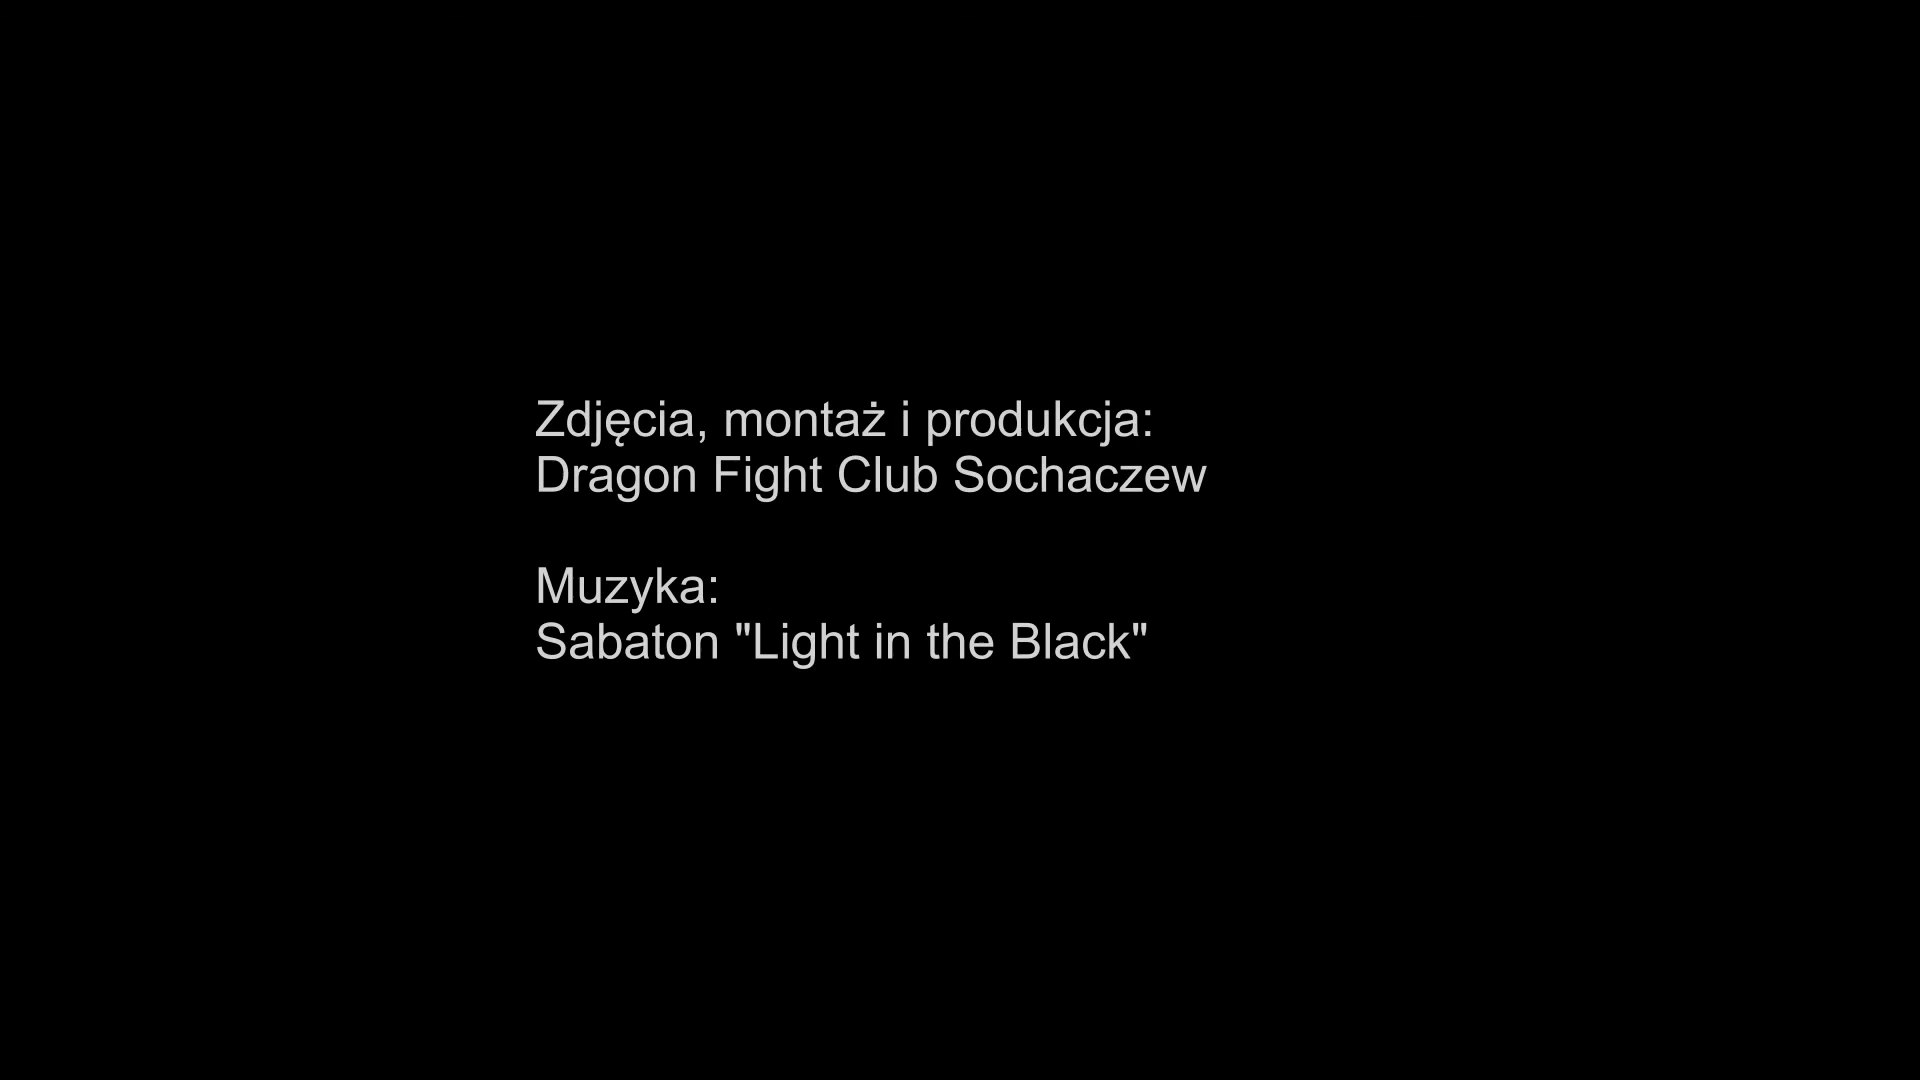 Zdjęcia, montaż i produkcja:
Dragon Fight Club Sochaczew
Muzyka:
Sabaton "Light in the Black"